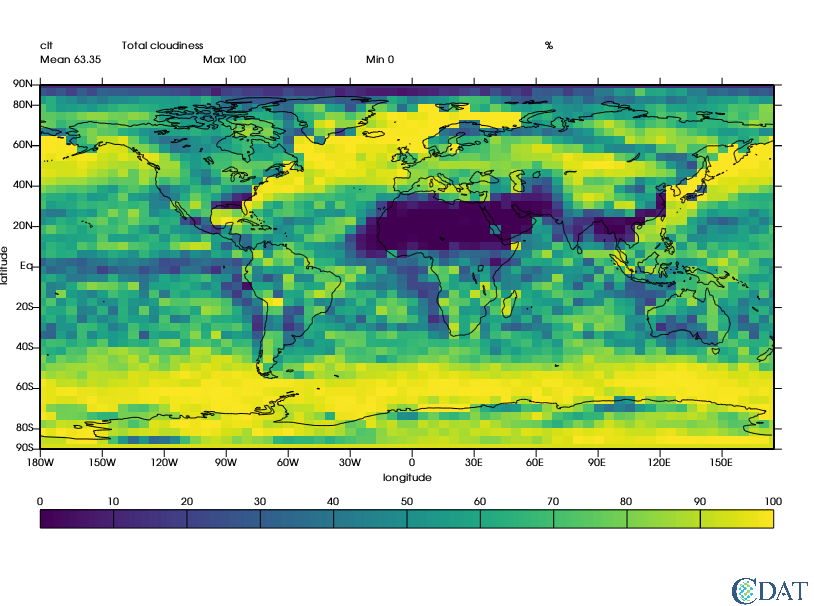 clt Total cloudiness %
Mean 63.35 Max 100 Min 0
90N
80N
60N
40N
20N
Eq
20S
40S
60S
80S
90S
latitude
180W 150W 120W 90W 60W 30W 0 30E 60E 90E 120E 150E
longitude
0 10 20 30 40 50 60 70 80 90 100
CDAT